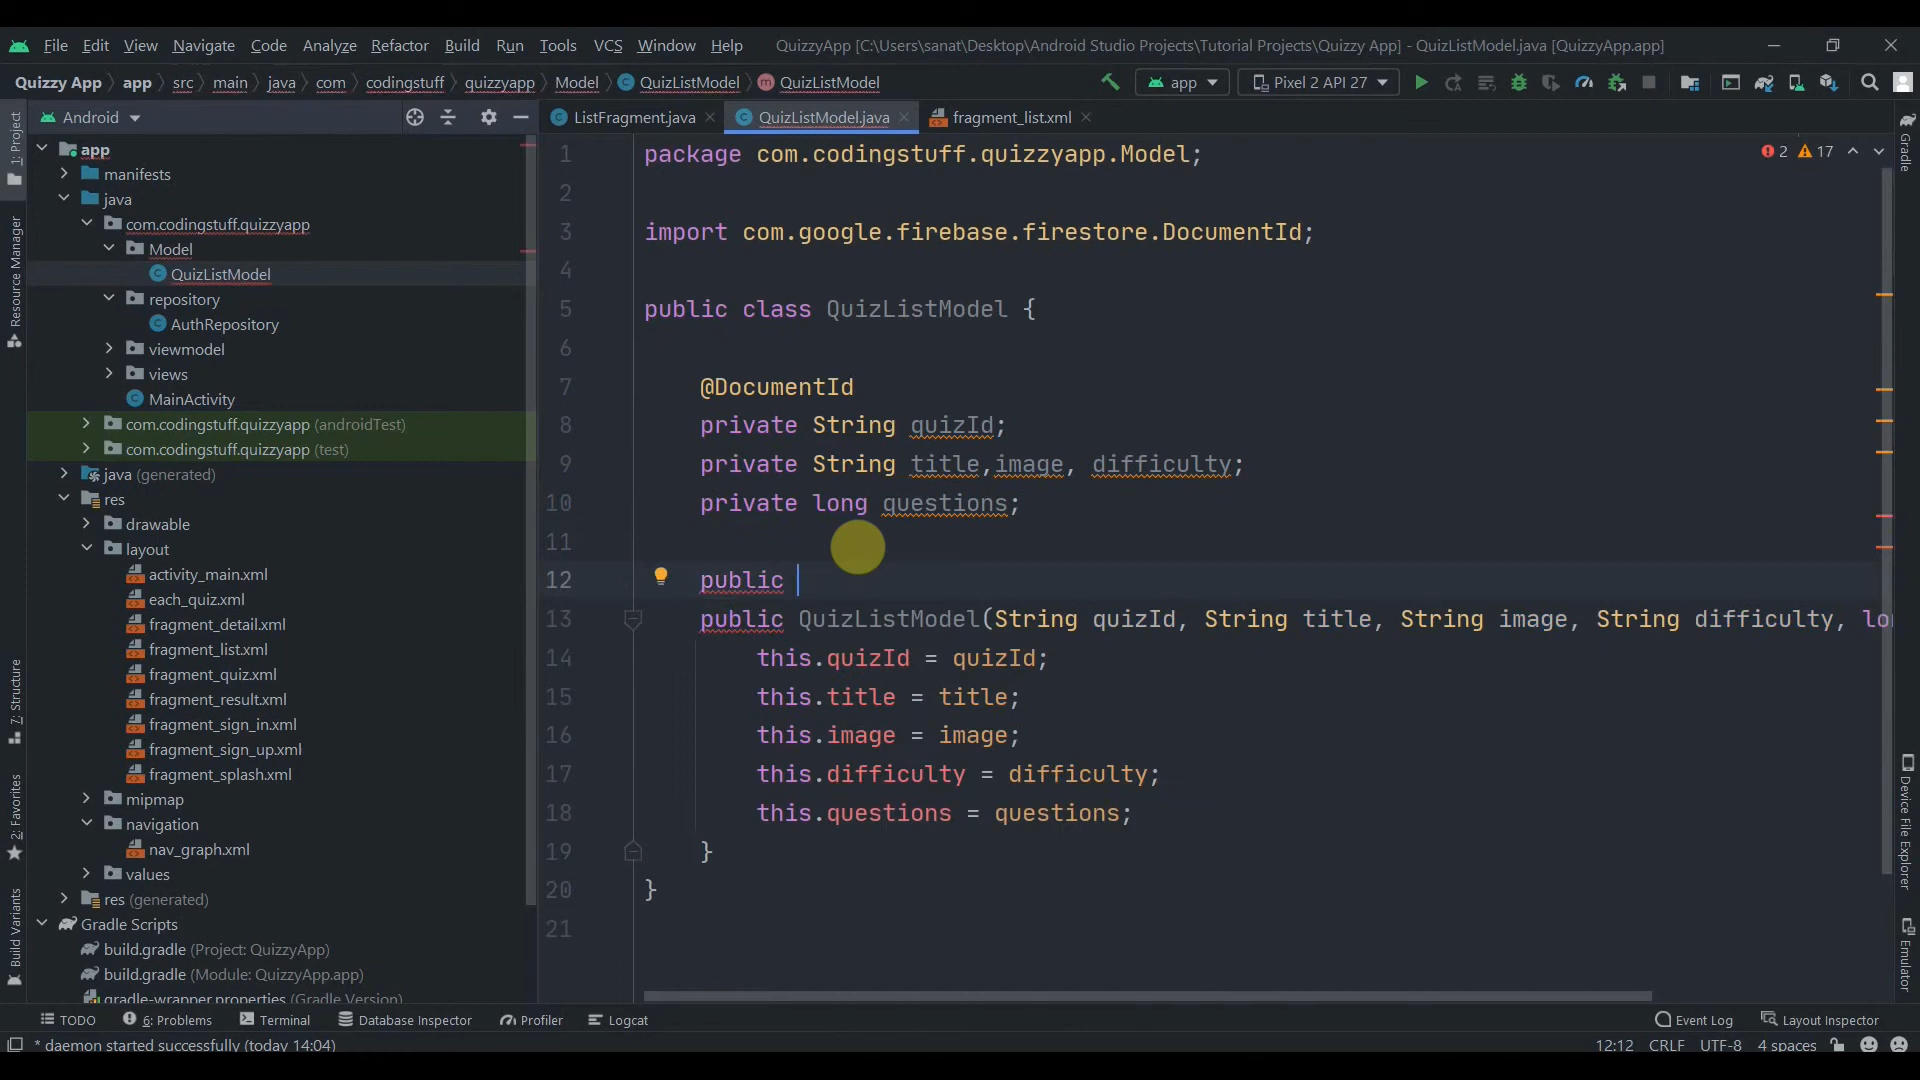 File Edit View Navigate Code Analyze Refactor Build Run Tools VCS Window Help QuizzyApp [C:\Users\sanat\Desktop\Android Studio Projects\Tutorial Projects\Quizzy App] - QuizListModel.java [QuizzyApp.app]
Quizzy App app src main java com codingstuff quizzyapp Model QuizListModel QuizListModel app Pixel 2 API 27
Android
ListFragment.java QuizListModel.java fragment_list.xml
1: Project
Resource Manager
7: Structure
2: Favorites
Build Variants
app
manifests
java
com.codingstuff.quizzyapp
Model
QuizListModel
repository
AuthRepository
viewmodel
views
MainActivity
com.codingstuff.quizzyapp (androidTest)
com.codingstuff.quizzyapp (test)
java (generated)
res
drawable
layout
activity_main.xml
each_quiz.xml
fragment_detail.xml
fragment_list.xml
fragment_quiz.xml
fragment_result.xml
fragment_sign_in.xml
fragment_sign_up.xml
fragment_splash.xml
mipmap
navigation
nav_graph.xml
values
res (generated)
Gradle Scripts
build.gradle (Project: QuizzyApp)
build.gradle (Module: QuizzyApp.app)
gradle-wrapper.properties (Gradle Version)
2 17
1 package com.codingstuff.quizzyapp.Model;
2
3 import com.google.firebase.firestore.DocumentId;
4
5 public class QuizListModel {
6
7 @DocumentId
8 private String quizId;
9 private String title,image, difficulty;
10 private long questions;
11
12 public
13 public QuizListModel(String quizId, String title, String image, String difficulty, lon
14 this.quizId = quizId;
15 this.title = title;
16 this.image = image;
17 this.difficulty = difficulty;
18 this.questions = questions;
19 }
20 }
21
Gradle
Device File Explorer
Emulator
TODO 6: Problems Terminal Database Inspector Profiler Logcat Event Log Layout Inspector
* daemon started successfully (today 14:04) 12:12 CRLF UTF-8 4 spaces